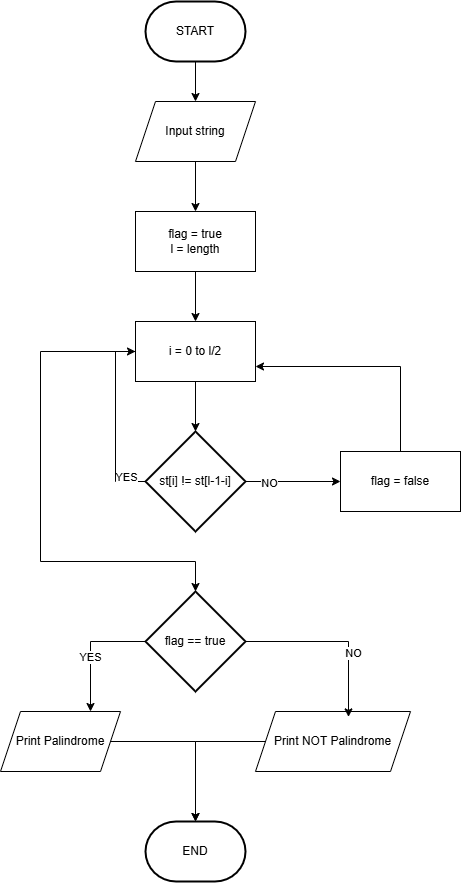 START
Input string
flag = true
l = length
i = 0 to l/2
st[i] != st[l-1-i]
YES
NO
flag = false
flag == true
YES
NO
Print Palindrome
Print NOT Palindrome
END